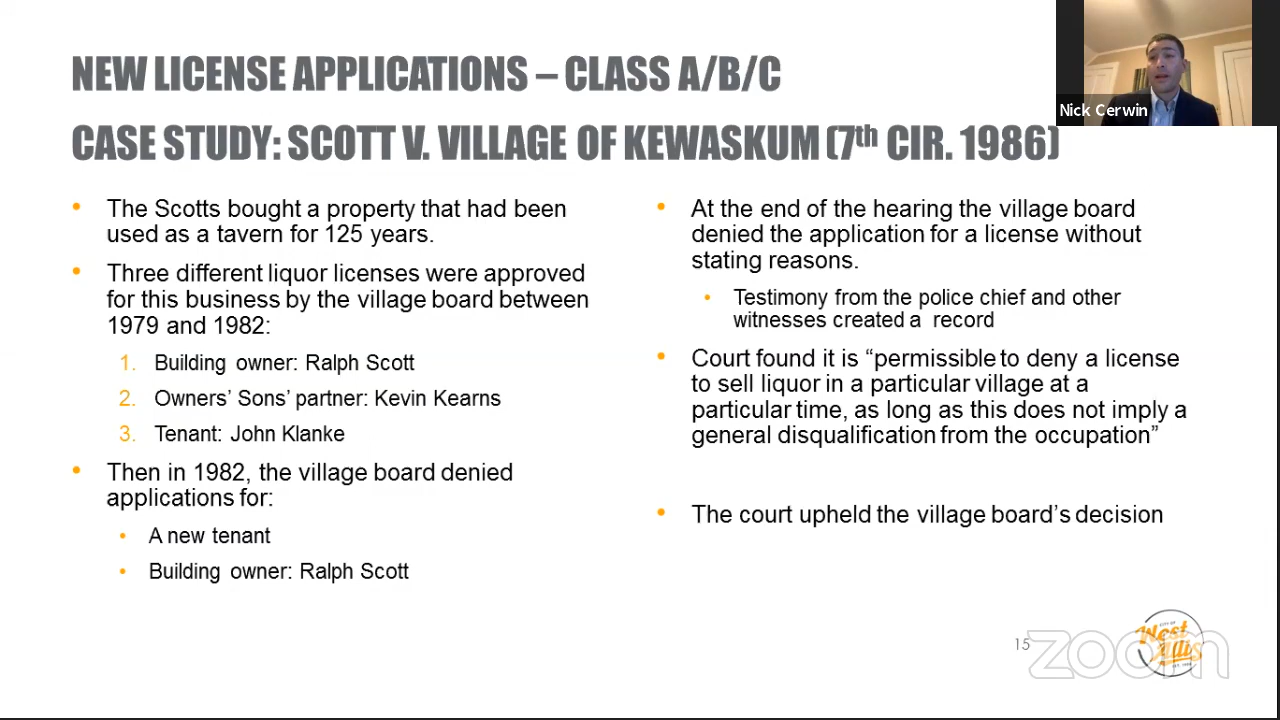 NEW LICENSE APPLICATIONS – CLASS A/B/C
CASE STUDY: SCOTT V. VILLAGE OF KEWASKUM (7th CIR. 1986)
Nick Cerwin
• The Scotts bought a property that had been
used as a tavern for 125 years.
• Three different liquor licenses were approved
for this business by the village board between
1979 and 1982:
1. Building owner: Ralph Scott
2. Owners’ Sons’ partner: Kevin Kearns
3. Tenant: John Klanke
• Then in 1982, the village board denied
applications for:
• A new tenant
• Building owner: Ralph Scott
• At the end of the hearing the village board
denied the application for a license without
stating reasons.
• Testimony from the police chief and other
witnesses created a record
• Court found it is “permissible to deny a license
to sell liquor in a particular village at a
particular time, as long as this does not imply a
general disqualification from the occupation”
• The court upheld the village board’s decision
15
CITY OF
West
Allis
zoom